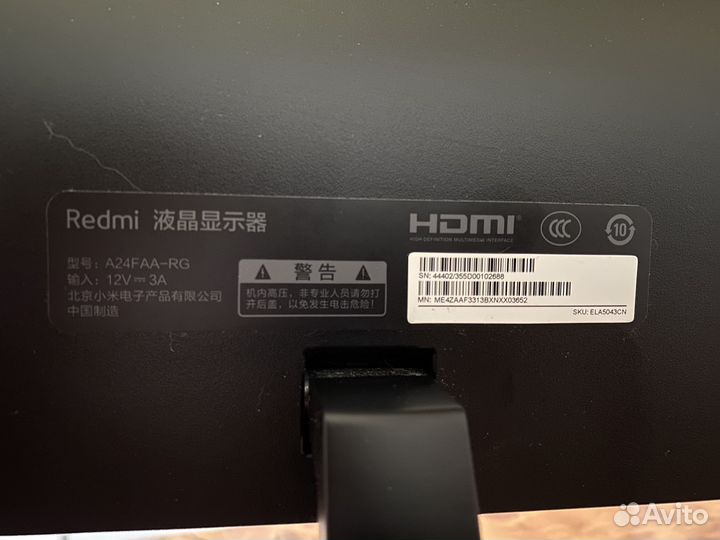 Redmi 液晶显示器
型号: A24FAA-RG
输入: 12V⎓3A
北京小米电子产品有限公司
中国制造
警告
机内高压，非专业人员请勿打
开后盖，以免发生电击危险！
HDMI
HIGH DEFINITION MULTIMEDIA INTERFACE
CCC
10
SN: 44402/355D00102688
MN: ME4ZAAF3313BXNXX03652
SKU: ELA5043CN
Avito